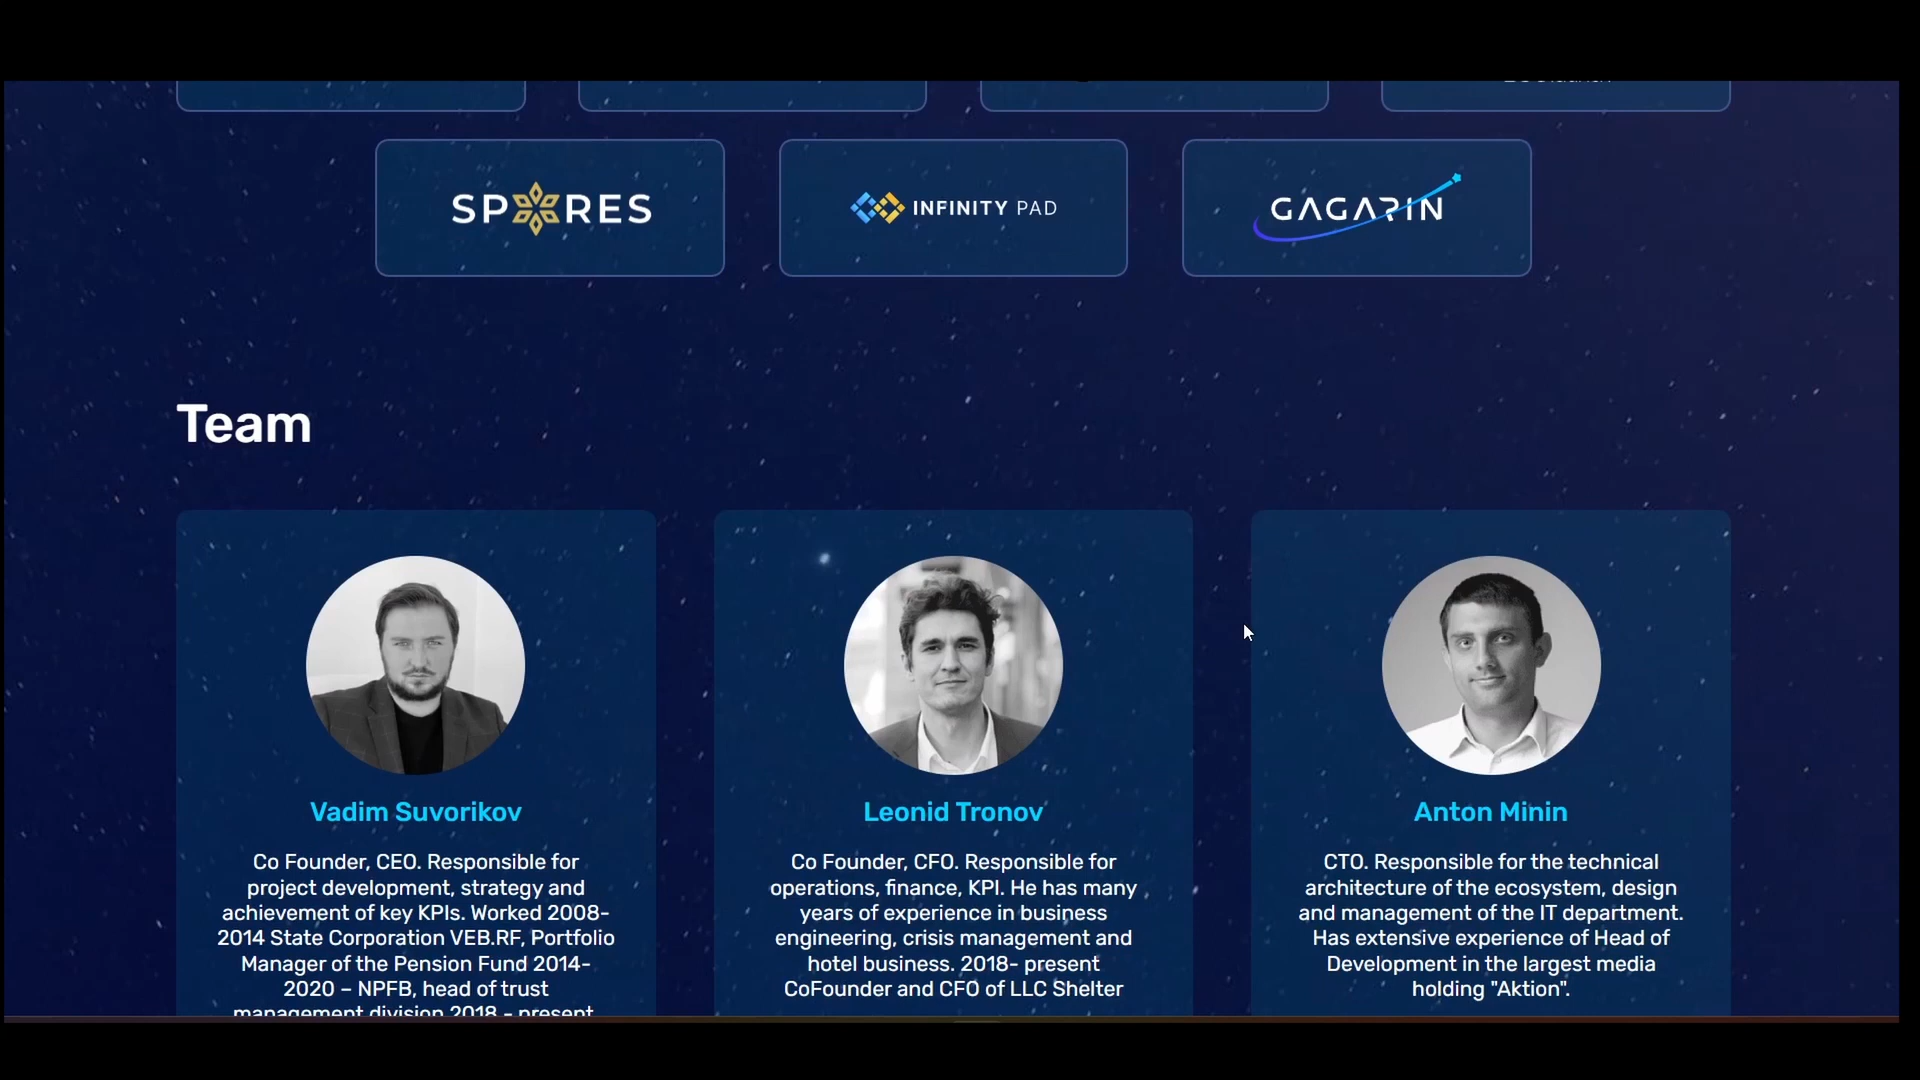 SPORES
INFINITY PAD
GAGARIN
Team
Vadim Suvorikov
Co Founder, CEO. Responsible for
project development, strategy and
achievement of key KPIs. Worked 2008-
2014 State Corporation VEB.RF, Portfolio
Manager of the Pension Fund 2014-
2020 – NPFB, head of trust
management division 2018 - present
Leonid Tronov
Co Founder, CFO. Responsible for
operations, finance, KPI. He has many
years of experience in business
engineering, crisis management and
hotel business. 2018- present
CoFounder and CFO of LLC Shelter
Anton Minin
CTO. Responsible for the technical
architecture of the ecosystem, design
and management of the IT department.
Has extensive experience of Head of
Development in the largest media
holding "Aktion".